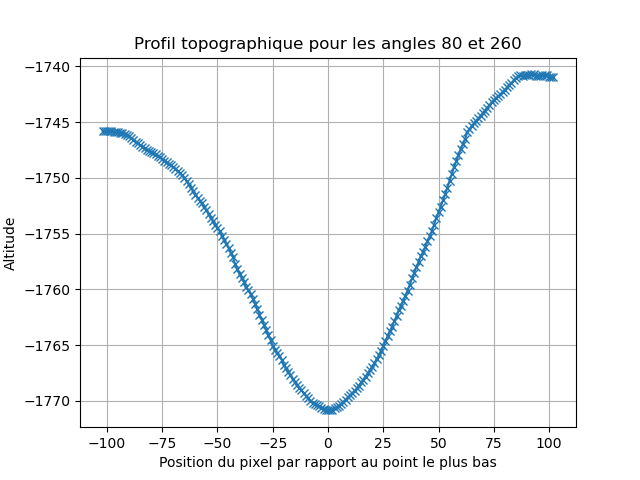 Profil topographique pour les angles 80 et 260
−1740
−1745
−1750
−1755
−1760
−1765
−1770
Altitude
−100 −75 −50 −25 0 25 50 75 100
Position du pixel par rapport au point le plus bas